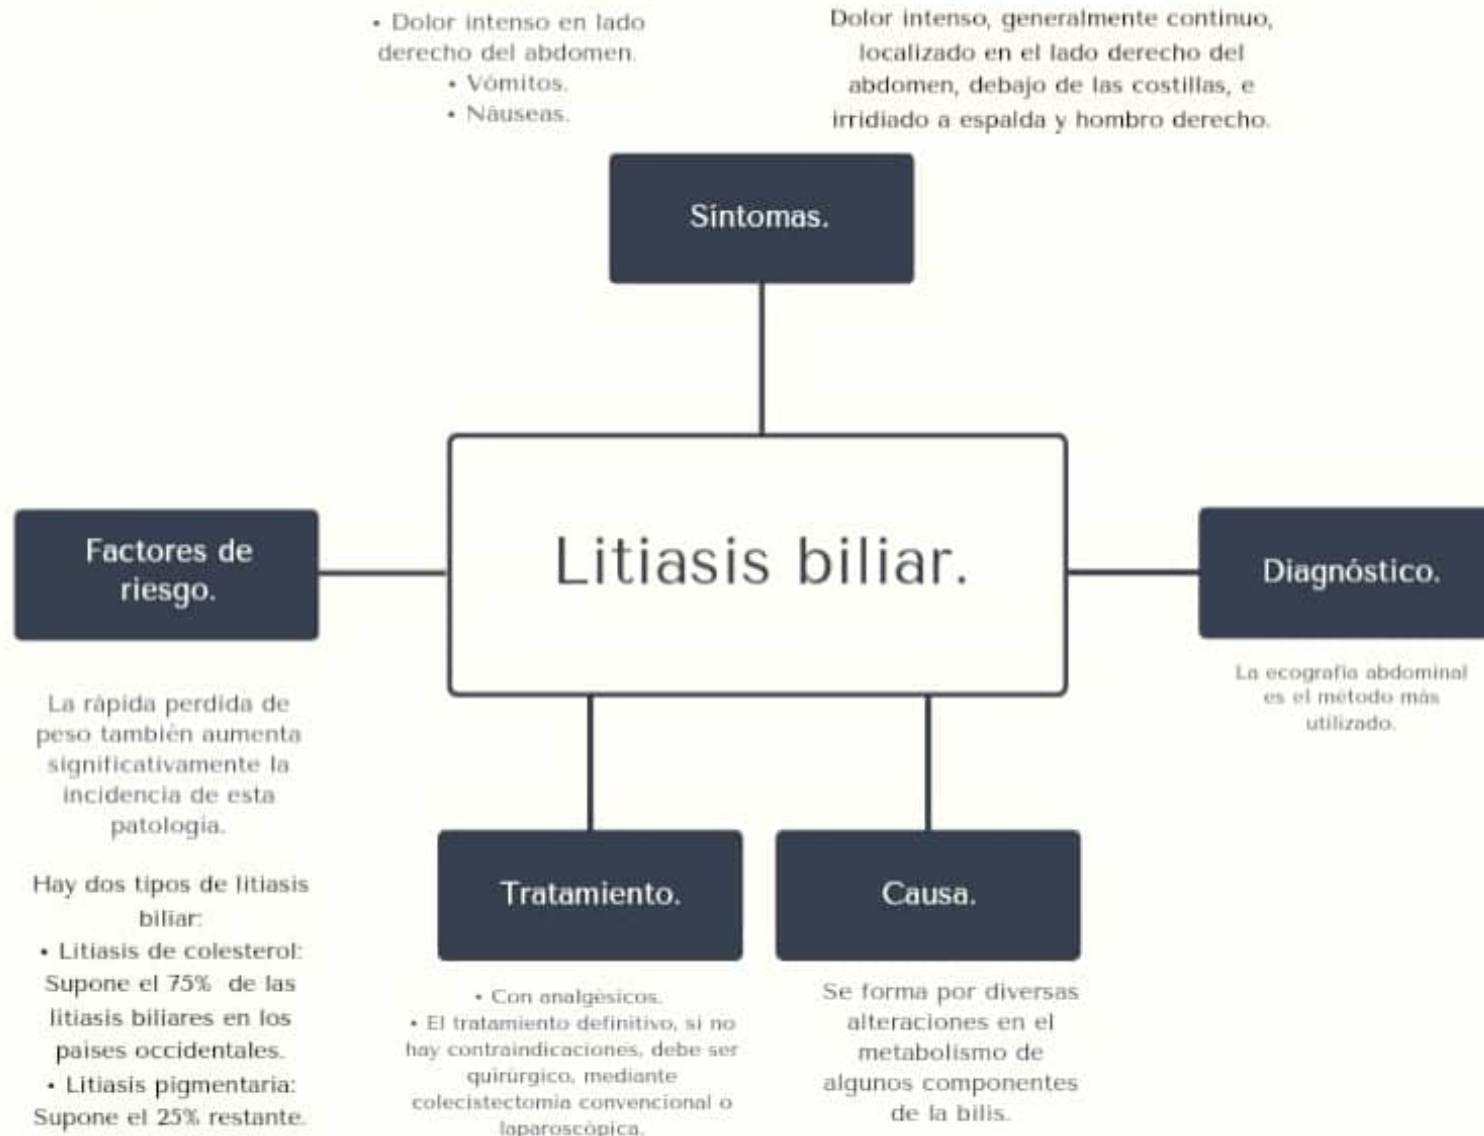 • Dolor intenso en lado
derecho del abdomen.
• Vómitos.
• Náuseas.
Dolor intenso, generalmente continuo,
localizado en el lado derecho del
abdomen, debajo de las costillas, e
irridiado a espalda y hombro derecho.
Síntomas.
Litiasis biliar.
Factores de
riesgo.
La rápida perdida de
peso también aumenta
significativamente la
incidencia de esta
patología.
Hay dos tipos de litiasis
biliar:
• Litiasis de colesterol:
Supone el 75% de las
litiasis biliares en los
países occidentales.
• Litiasis pigmentaria:
Supone el 25% restante.
Diagnóstico.
La ecografía abdominal
es el método más
utilizado.
Tratamiento.
• Con analgésicos.
• El tratamiento definitivo, si no
hay contraindicaciones, debe ser
quirúrgico, mediante
colecistectomía convencional o
laparoscópica.
Causa.
Se forma por diversas
alteraciones en el
metabolismo de
algunos componentes
de la bilis.